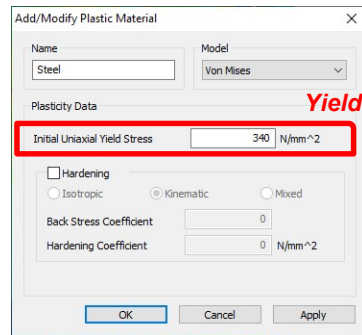 Add/Modify Plastic Material
Name
Model
Steel
Von Mises
Plasticity Data
Yield
Initial Uniaxial Yield Stress 340 N/mm^2
Hardening
Isotropic Kinematic Mixed
Back Stress Coefficient 0
Hardening Coefficient 0 N/mm^2
OK Cancel Apply